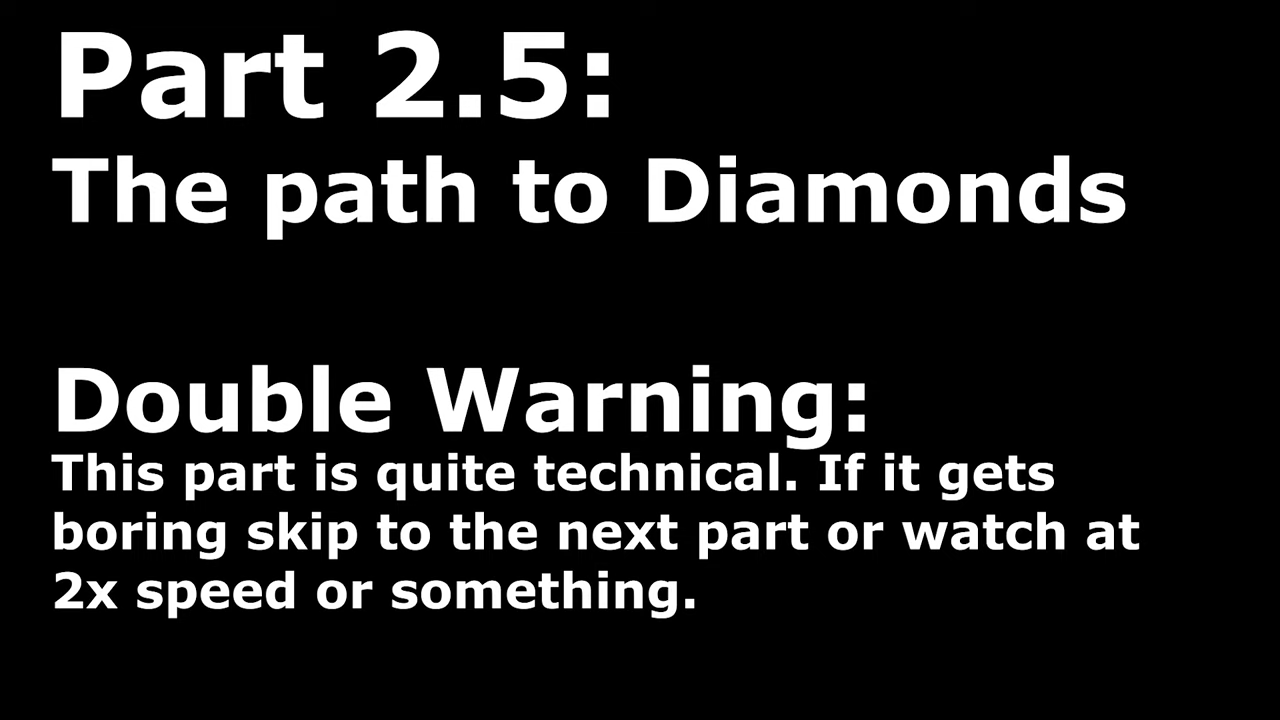 Part 2.5:
The path to Diamonds
Double Warning:
This part is quite technical. If it gets
boring skip to the next part or watch at
2x speed or something.